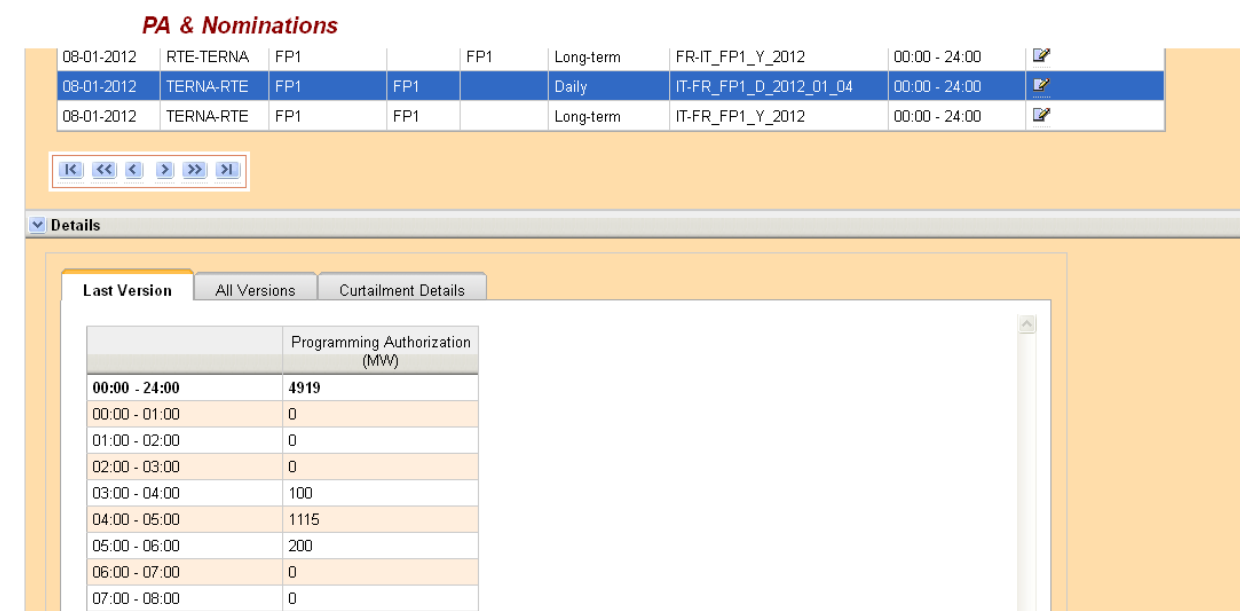 PA & Nominations
08-01-2012 RTE-TERNA FP1 FP1 Long-term FR-IT_FP1_Y_2012 00:00 - 24:00
08-01-2012 TERNA-RTE FP1 FP1 Daily IT-FR_FP1_D_2012_01_04 00:00 - 24:00
08-01-2012 TERNA-RTE FP1 FP1 Long-term IT-FR_FP1_Y_2012 00:00 - 24:00
Details
Last Version All Versions Curtailment Details
Programming Authorization
(MW)
00:00 - 24:00 4919
00:00 - 01:00 0
01:00 - 02:00 0
02:00 - 03:00 0
03:00 - 04:00 100
04:00 - 05:00 1115
05:00 - 06:00 200
06:00 - 07:00 0
07:00 - 08:00 0